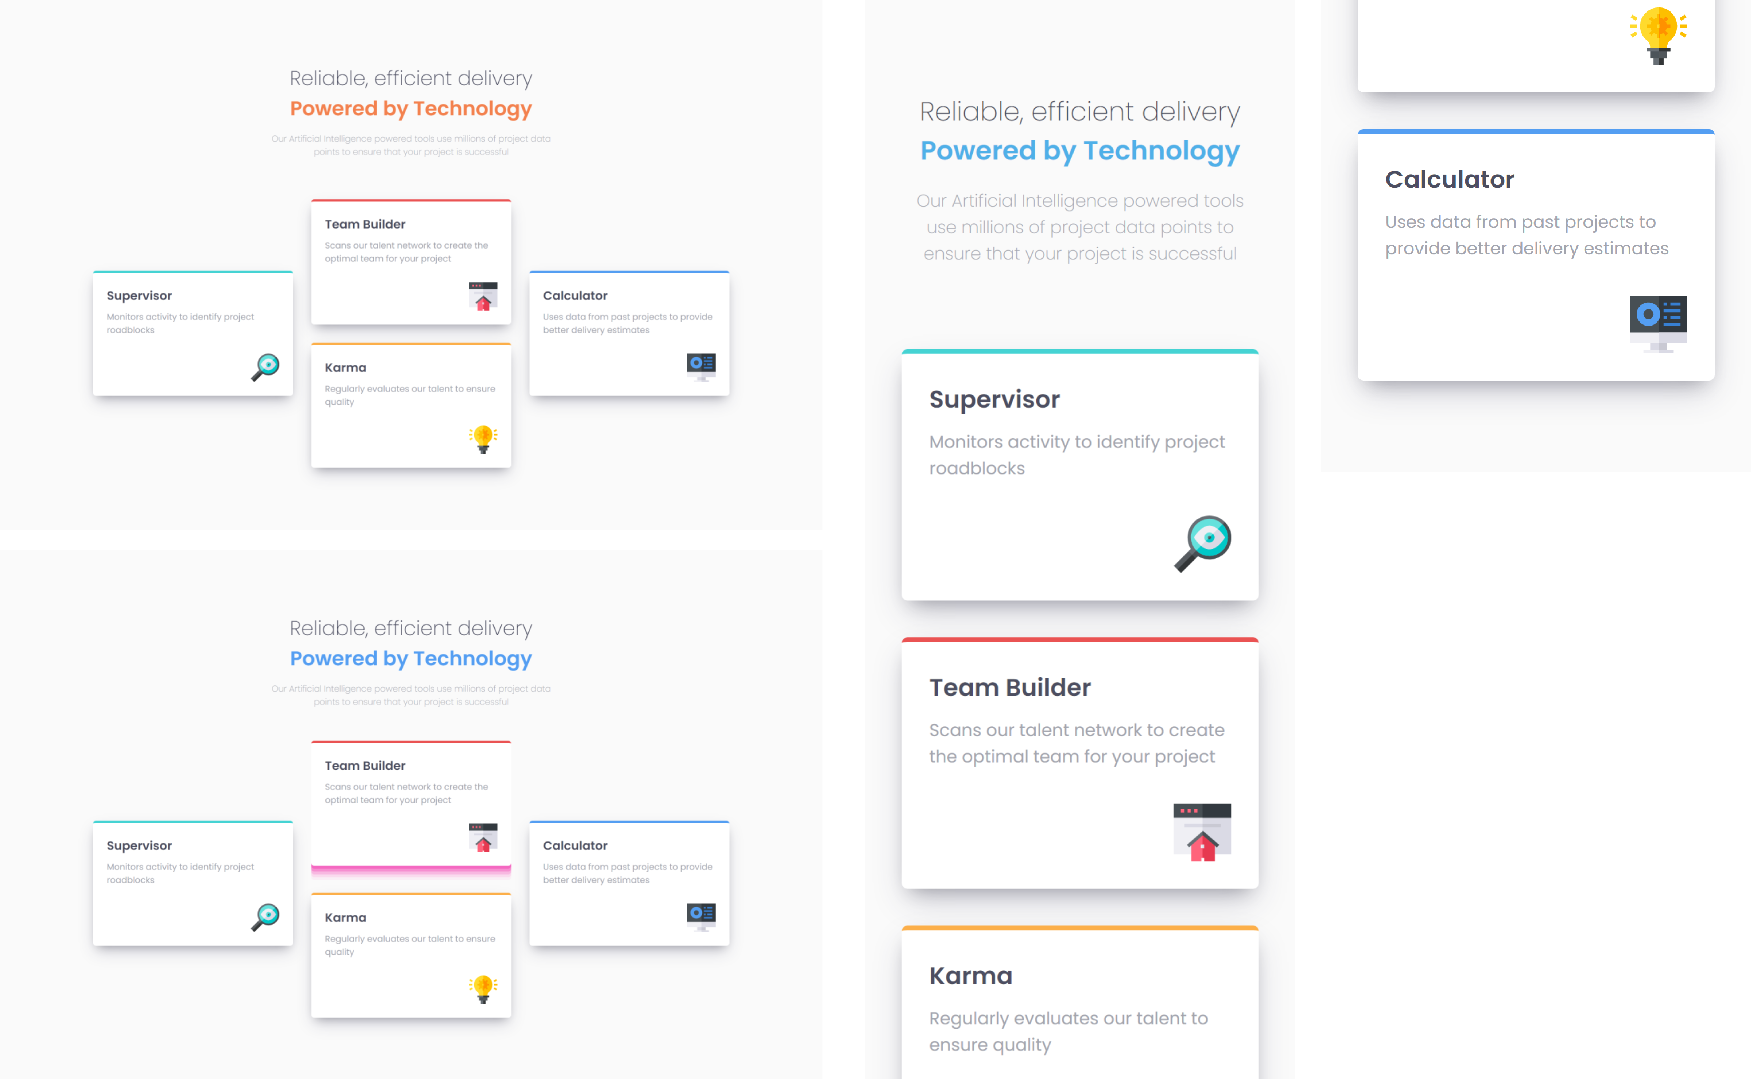 Reliable, efficient delivery
Powered by Technology
Our Artificial Intelligence powered tools use millions of project data
points to ensure that your project is successful
Team Builder
Scans our talent network to create the
optimal team for your project
Supervisor
Monitors activity to identify project
roadblocks
Calculator
Uses data from past projects to provide
better delivery estimates
Karma
Regularly evaluates our talent to ensure
quality
Reliable, efficient delivery
Powered by Technology
Our Artificial Intelligence powered tools use millions of project data
points to ensure that your project is successful
Team Builder
Scans our talent network to create the
optimal team for your project
Supervisor
Monitors activity to identify project
roadblocks
Calculator
Uses data from past projects to provide
better delivery estimates
Karma
Regularly evaluates our talent to ensure
quality
Reliable, efficient delivery
Powered by Technology
Our Artificial Intelligence powered tools
use millions of project data points to
ensure that your project is successful
Supervisor
Monitors activity to identify project
roadblocks
Team Builder
Scans our talent network to create
the optimal team for your project
Karma
Regularly evaluates our talent to
ensure quality
Calculator
Uses data from past projects to
provide better delivery estimates